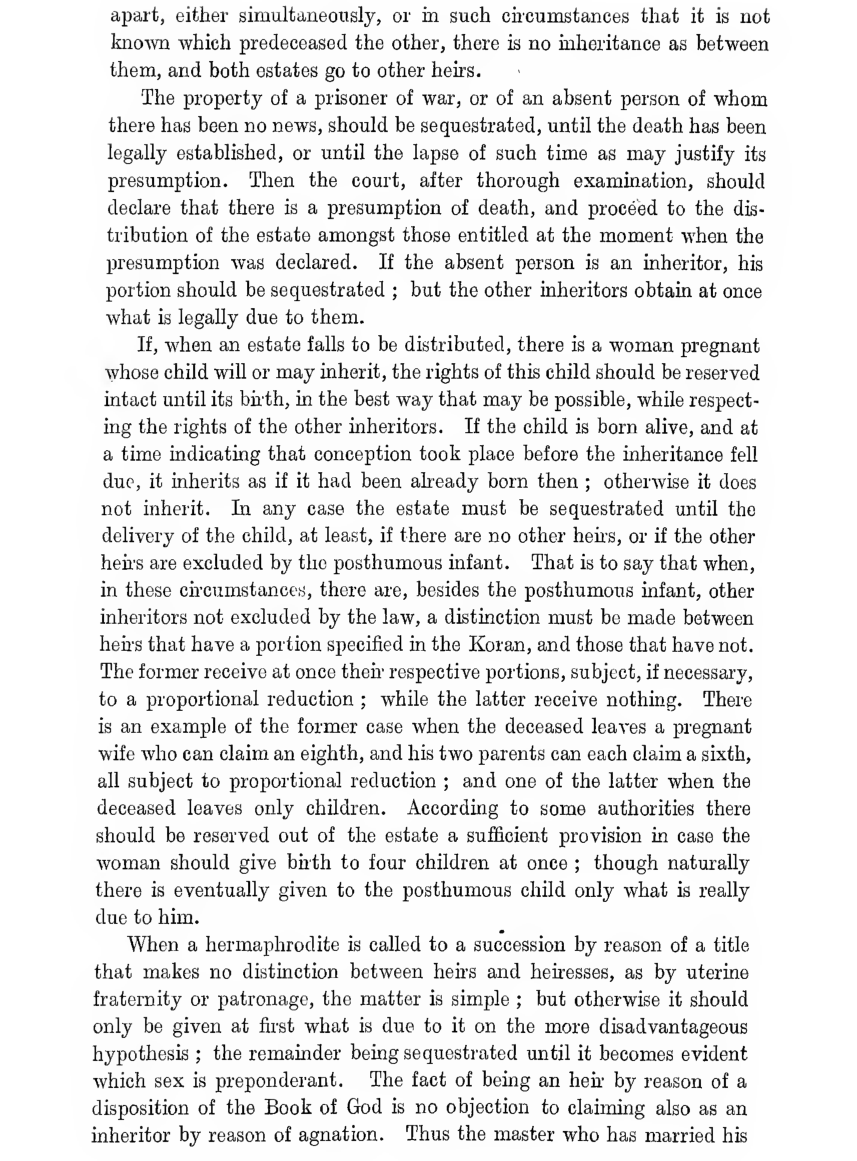 apart, either simultaneously, or in such circumstances that it is not
known which predeceased the other, there is no inheritance as between
them, and both estates go to other heirs.
The property of a prisoner of war, or of an absent person of whom
there has been no news, should be sequestrated, until the death has been
legally established, or until the lapse of such time as may justify its
presumption. Then the court, after thorough examination, should
declare that there is a presumption of death, and proceed to the dis-
tribution of the estate amongst those entitled at the moment when the
presumption was declared. If the absent person is an inheritor, his
portion should be sequestrated ; but the other inheritors obtain at once
what is legally due to them.
If, when an estate falls to be distributed, there is a woman pregnant
whose child will or may inherit, the rights of this child should be reserved
intact until its birth, in the best way that may be possible, while respect-
ing the rights of the other inheritors. If the child is born alive, and at
a time indicating that conception took place before the inheritance fell
due, it inherits as if it had been already born then ; otherwise it does
not inherit. In any case the estate must be sequestrated until the
delivery of the child, at least, if there are no other heirs, or if the other
heirs are excluded by the posthumous infant. That is to say that when,
in these circumstances, there are, besides the posthumous infant, other
inheritors not excluded by the law, a distinction must be made between
heirs that have a portion specified in the Koran, and those that have not.
The former receive at once their respective portions, subject, if necessary,
to a proportional reduction ; while the latter receive nothing. There
is an example of the former case when the deceased leaves a pregnant
wife who can claim an eighth, and his two parents can each claim a sixth,
all subject to proportional reduction ; and one of the latter when the
deceased leaves only children. According to some authorities there
should be reserved out of the estate a sufficient provision in case the
woman should give birth to four children at once ; though naturally
there is eventually given to the posthumous child only what is really
due to him.
When a hermaphrodite is called to a succession by reason of a title
that makes no distinction between heirs and heiresses, as by uterine
fraternity or patronage, the matter is simple ; but otherwise it should
only be given at first what is due to it on the more disadvantageous
hypothesis ; the remainder being sequestrated until it becomes evident
which sex is preponderant. The fact of being an heir by reason of a
disposition of the Book of God is no objection to claiming also as an
inheritor by reason of agnation. Thus the master who has married his